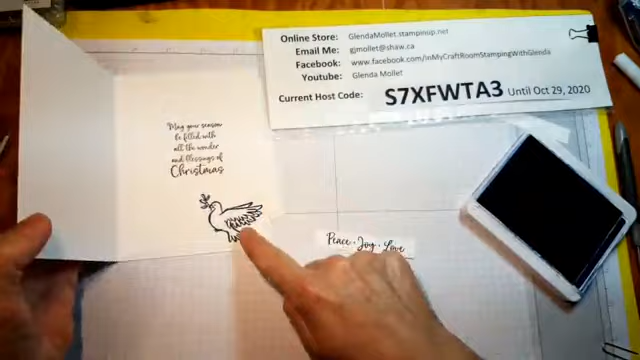 Online Store: GlendaMollet.stampinup.net
Email Me: gjmollet@shaw.ca
Facebook: www.facebook.com/inMyCraftRoomStampingWithGlenda
Youtube: Glenda Mollet
Current Host Code: S7XFWTA3 Until Oct 29, 2020
May your season
be filled with
all the wonder
and blessings of
Christmas
Peace · Joy · Love